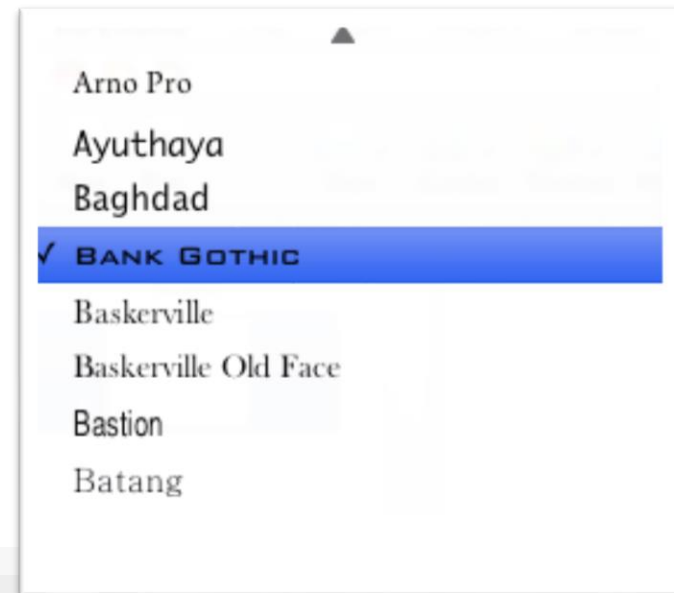 Arno Pro
Ayuthaya
Baghdad
✓ BANK GOTHIC
Baskerville
Baskerville Old Face
Bastion
Batang